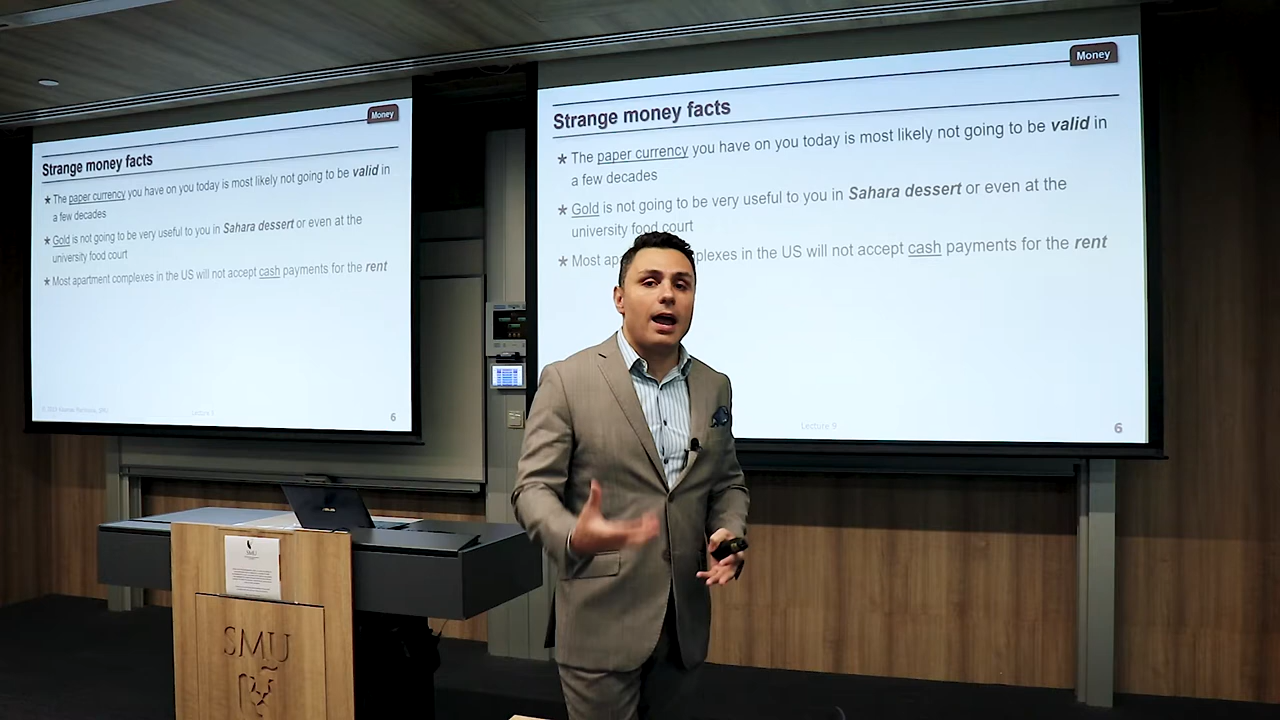 Money
Strange money facts
★ The paper currency you have on you today is most likely not going to be valid in
a few decades
★ Gold is not going to be very useful to you in Sahara dessert or even at the
university food court
★ Most apartment complexes in the US will not accept cash payments for the rent
6
Money
Strange money facts
★ The paper currency you have on you today is most likely not going to be valid in
a few decades
★ Gold is not going to be very useful to you in Sahara dessert or even at the
university food court
★ Most ap plexes in the US will not accept cash payments for the rent
Lecture 9
6
SMU
SMU